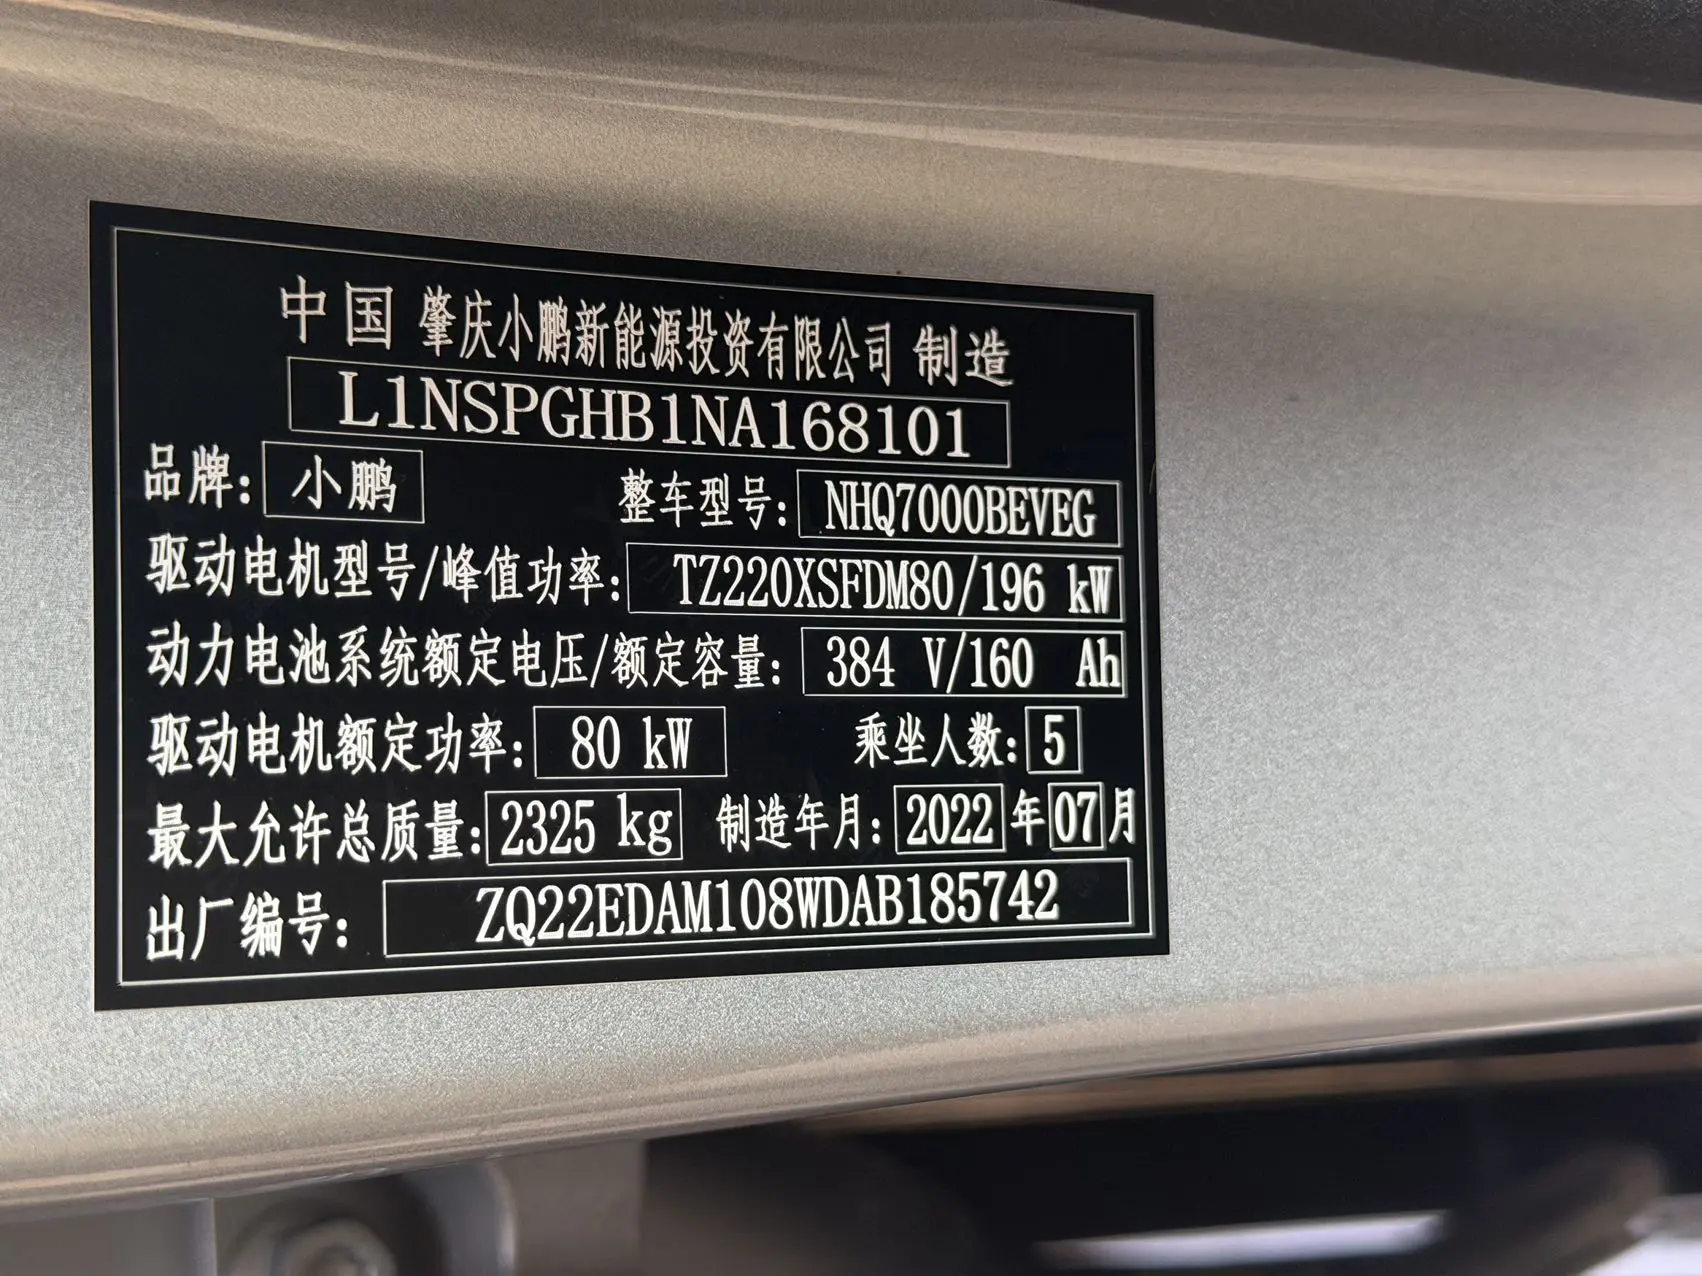 中国 肇庆小鹏新能源投资有限公司 制造
L1NSPGHB1NA168101
品牌: 小鹏 整车型号: NHQ7000BEVEG
驱动电机型号/峰值功率: TZ220XSFDM80/196 kW
动力电池系统额定电压/额定容量: 384 V/160 Ah
驱动电机额定功率: 80 kW 乘坐人数: 5
最大允许总质量: 2325 kg 制造年月: 2022 年 07 月
出厂编号: ZQ22EDAM108WDAB185742